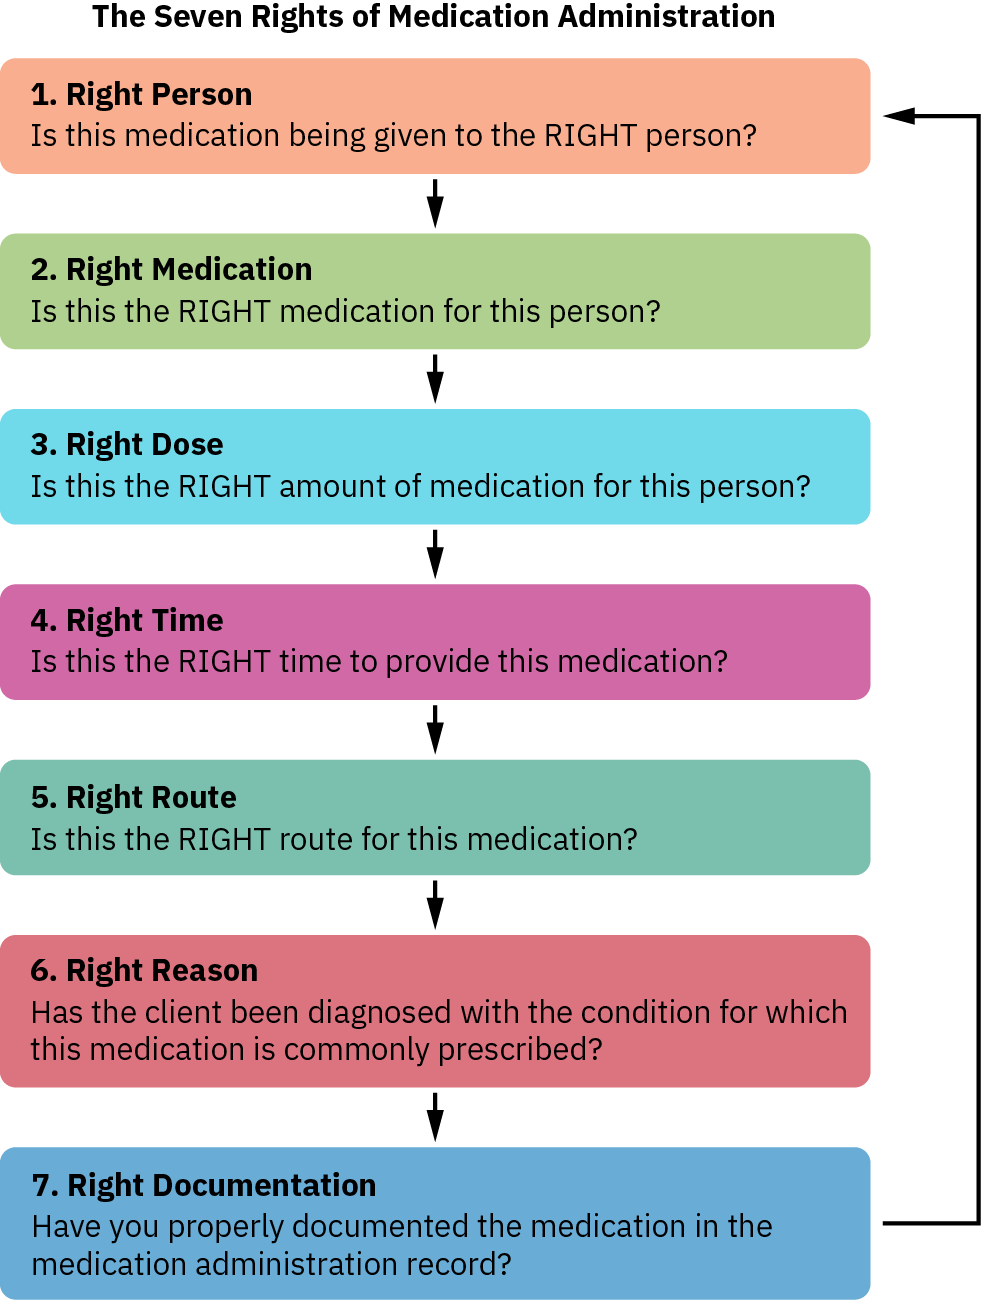 The Seven Rights of Medication Administration
1. Right Person
Is this medication being given to the RIGHT person?
2. Right Medication
Is this the RIGHT medication for this person?
3. Right Dose
Is this the RIGHT amount of medication for this person?
4. Right Time
Is this the RIGHT time to provide this medication?
5. Right Route
Is this the RIGHT route for this medication?
6. Right Reason
Has the client been diagnosed with the condition for which
this medication is commonly prescribed?
7. Right Documentation
Have you properly documented the medication in the
medication administration record?